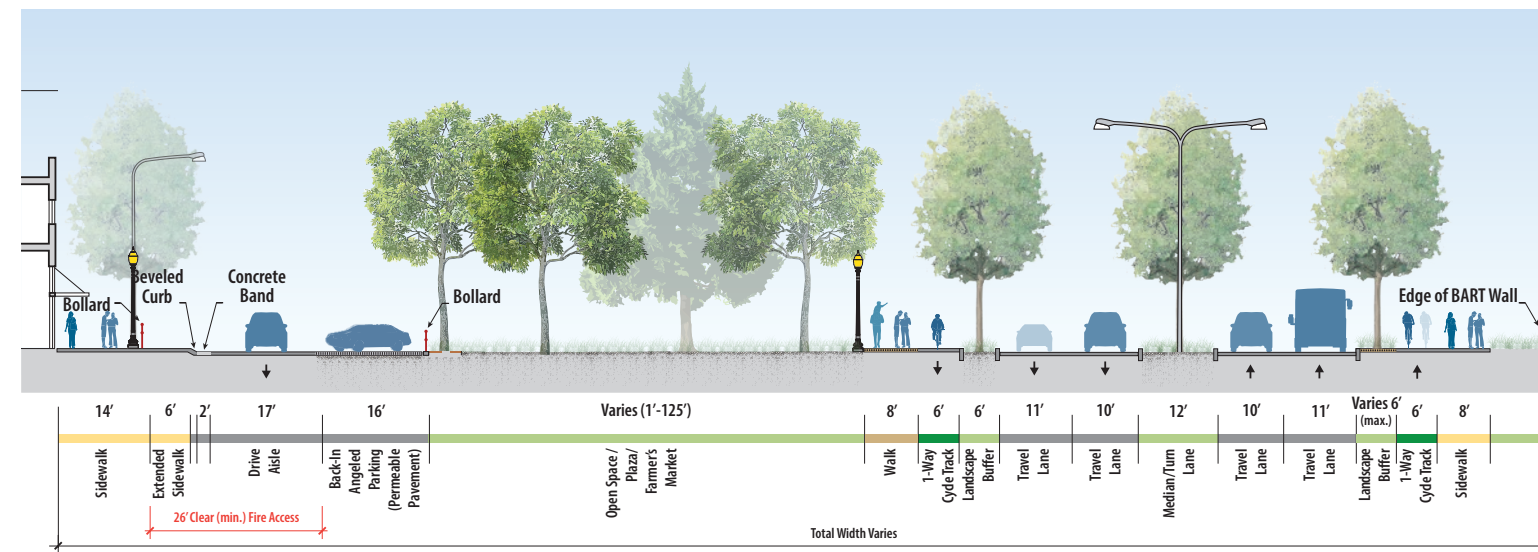 Beveled
Curb
Concrete
Band
Bollard
Bollard
Edge of BART Wall
14’
6’
2’
17’
16’
Varies (1’-125’)
8’
6’
6’
11’
10’
12’
10’
11’
Varies 6’
(max.)
6’
8’
Sidewalk
Extended
Sidewalk
Drive
Aisle
Back-In
Angeled
Parking
(Permeable
Pavement)
Open Space /
Plaza/
Farmer’s
Market
Walk
1-Way
Cycle Track
Landscape
Buffer
Travel
Lane
Travel
Lane
Median/Turn
Lane
Travel
Lane
Travel
Lane
Landscape
Buffer
1-Way
Cycle Track
Sidewalk
26’ Clear (min.) Fire Access
Total Width Varies